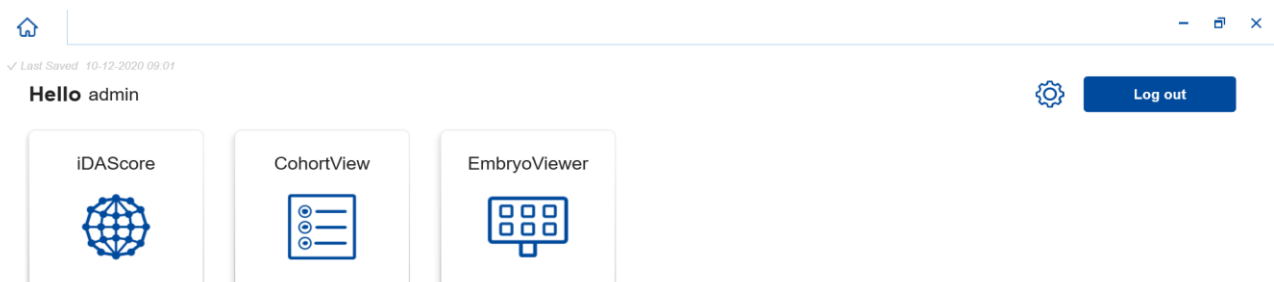 Last Saved 10-12-2020 09:01
Hello admin
Log out
iDAScore
CohortView
EmbryoViewer